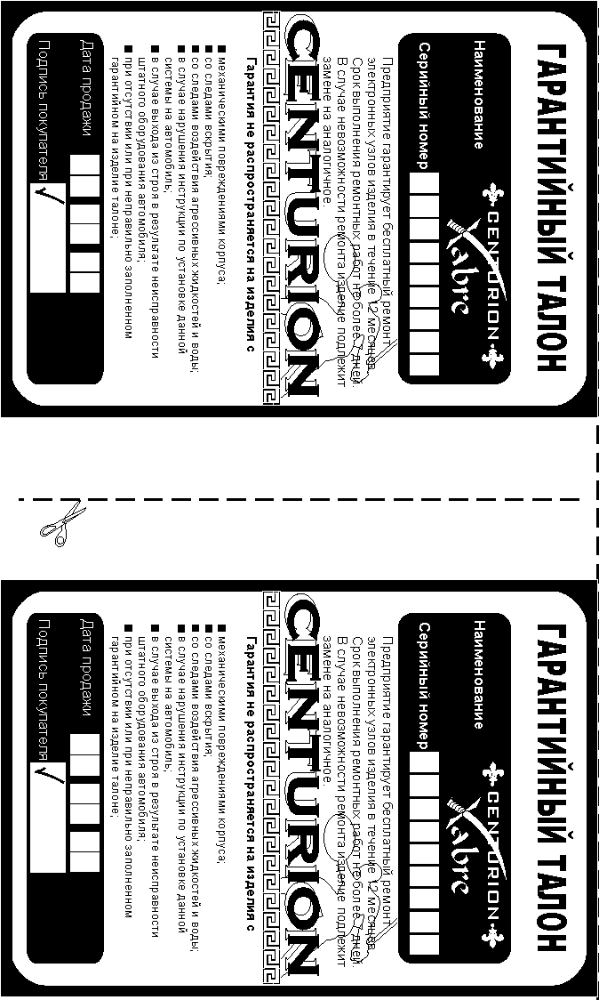 ГАРАНТИЙНЫЙ ТАЛОН
Наименование
CENTURION
Xabre
Серийный номер
Предприятие гарантирует бесплатный ремонт
электронных узлов изделия в течение 12 месяцев.
Срок выполнения ремонтных работ не более 7 дней.
В случае невозможности ремонта изделие подлежит
замене на аналогичное.
CENTURION
Гарантия не распространяется на изделия с
■ механическими повреждениями корпуса;
■ со следами вскрытия;
■ со следами воздействия агрессивных жидкостей и воды;
■ в случае нарушения инструкции по установке данной
системы на автомобиль;
■ в случае выхода из строя в результате неисправности
штатного оборудования автомобиля;
■ при отсутствии или при неправильно заполненном
гарантийном на изделие талоне;
Дата продажи
Подпись покупателя
ГАРАНТИЙНЫЙ ТАЛОН
Наименование
CENTURION
Xabre
Серийный номер
Предприятие гарантирует бесплатный ремонт
электронных узлов изделия в течение 12 месяцев.
Срок выполнения ремонтных работ не более 7 дней.
В случае невозможности ремонта изделие подлежит
замене на аналогичное.
CENTURION
Гарантия не распространяется на изделия с
■ механическими повреждениями корпуса;
■ со следами вскрытия;
■ со следами воздействия агрессивных жидкостей и воды;
■ в случае нарушения инструкции по установке данной
системы на автомобиль;
■ в случае выхода из строя в результате неисправности
штатного оборудования автомобиля;
■ при отсутствии или при неправильно заполненном
гарантийном на изделие талоне;
Дата продажи
Подпись покупателя